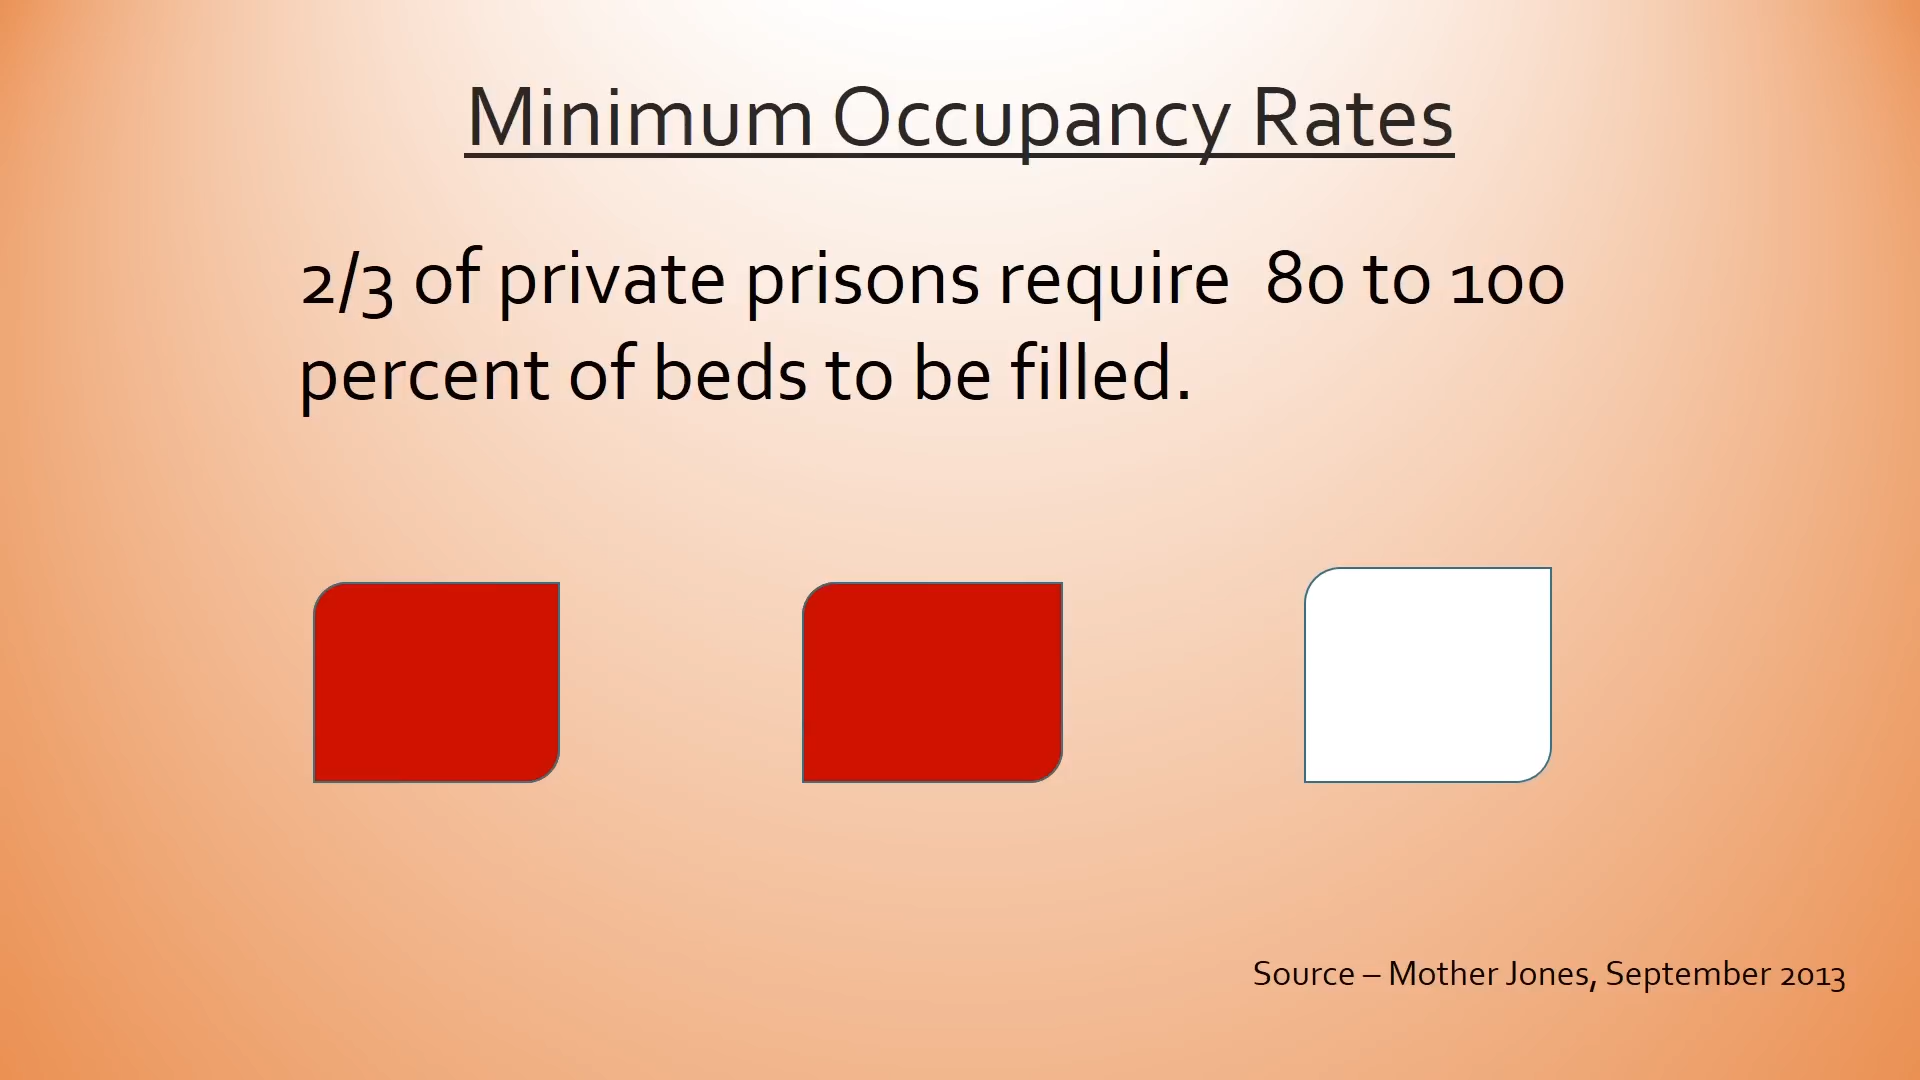 Minimum Occupancy Rates
2/3 of private prisons require  80 to 100
percent of beds to be filled.
Source – Mother Jones, September 2013